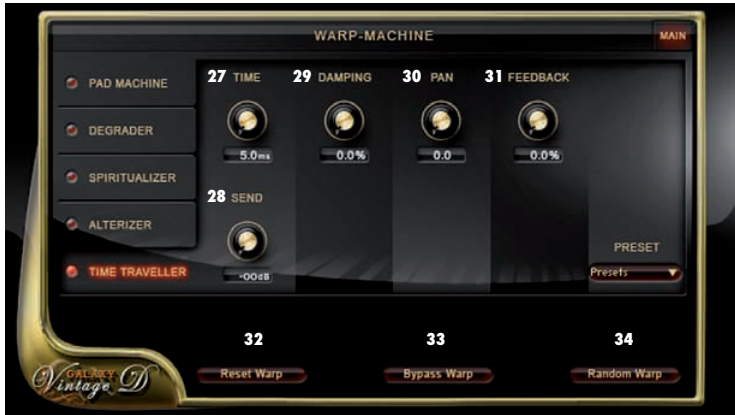 WARP-MACHINE
MAIN
PAD MACHINE
DEGRADER
SPIRITUALIZER
ALTERIZER
TIME TRAVELLER
27 TIME
29 DAMPING
30 PAN
31 FEEDBACK
5.0ms
0.0%
0.0
0.0%
28 SEND
-00dB
PRESET
Presets
32
33
34
Reset Warp
Bypass Warp
Random Warp
GALAXY
Vintage D